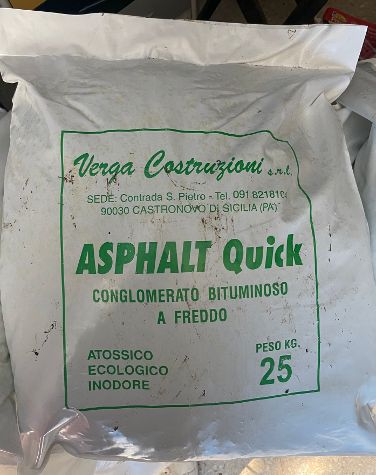 Verga Costruzioni s.r.l.
SEDE: Contrada S. Pietro - Tel. 091 821810
90030 CASTRONOVO DI SICILIA (PA)
ASPHALT Quick
CONGLOMERATO BITUMINOSO
A FREDDO
ATOSSICO
ECOLOGICO
INODORE
PESO KG.
25